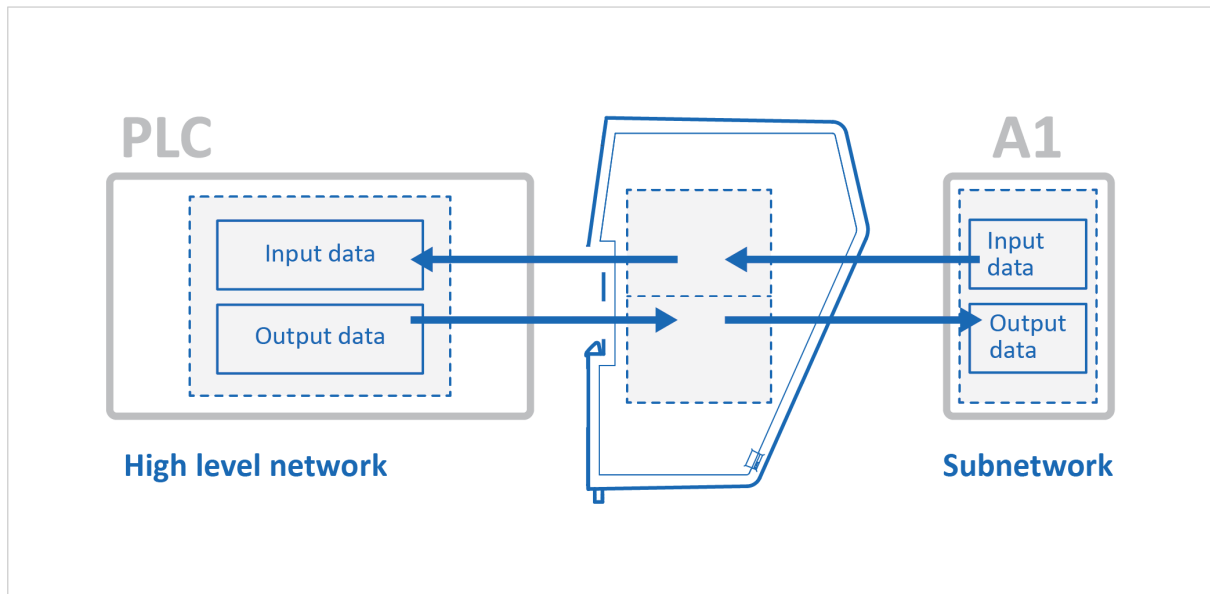 PLC
A1
Input data
Output data
Input
data
Output
data
High level network
Subnetwork